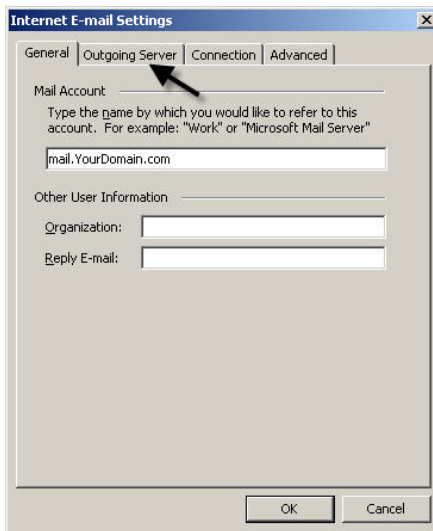 Internet E-mail Settings
General Outgoing Server Connection Advanced
Mail Account
Type the name by which you would like to refer to this
account. For example: "Work" or "Microsoft Mail Server"
mail.YourDomain.com
Other User Information
Organization:
Reply E-mail:
OK Cancel